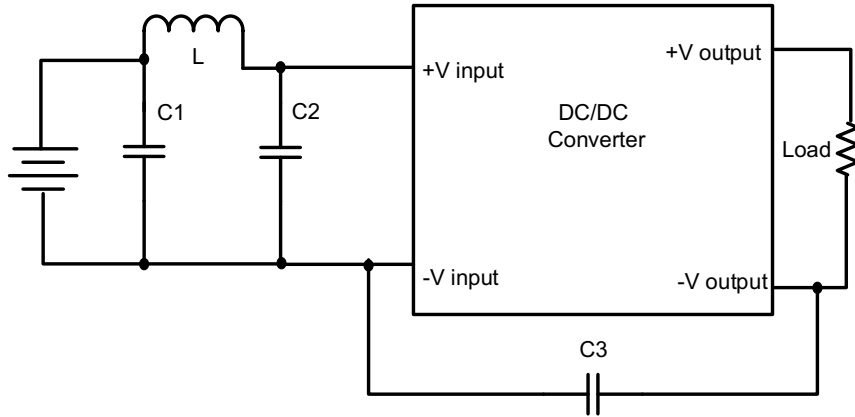 L
C1
C2
+V input
-V input
DC/DC
Converter
+V output
-V output
Load
C3